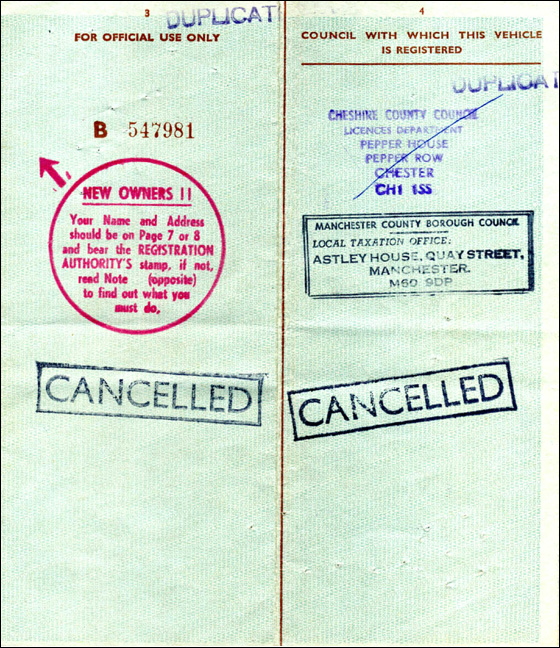 3
DUPLICAT
FOR OFFICIAL USE ONLY
B 547981
NEW OWNERS !!
Your Name and Address
should be on Page 7 or 8
and bear the REGISTRATION
AUTHORITY'S stamp, if not,
read Note (opposite)
to find out what you
must do,
CANCELLED
4
COUNCIL WITH WHICH THIS VEHICLE
IS REGISTERED
DUPLICAT
CHESHIRE COUNTY COUNCIL
LICENCES DEPARTMENT
PEPPER HOUSE
PEPPER ROW
CHESTER
CH1 1SS
MANCHESTER COUNTY BOROUGH COUNCIL
LOCAL TAXATION OFFICE:
ASTLEY HOUSE, QUAY STREET,
MANCHESTER.
M60 9DP
CANCELLED